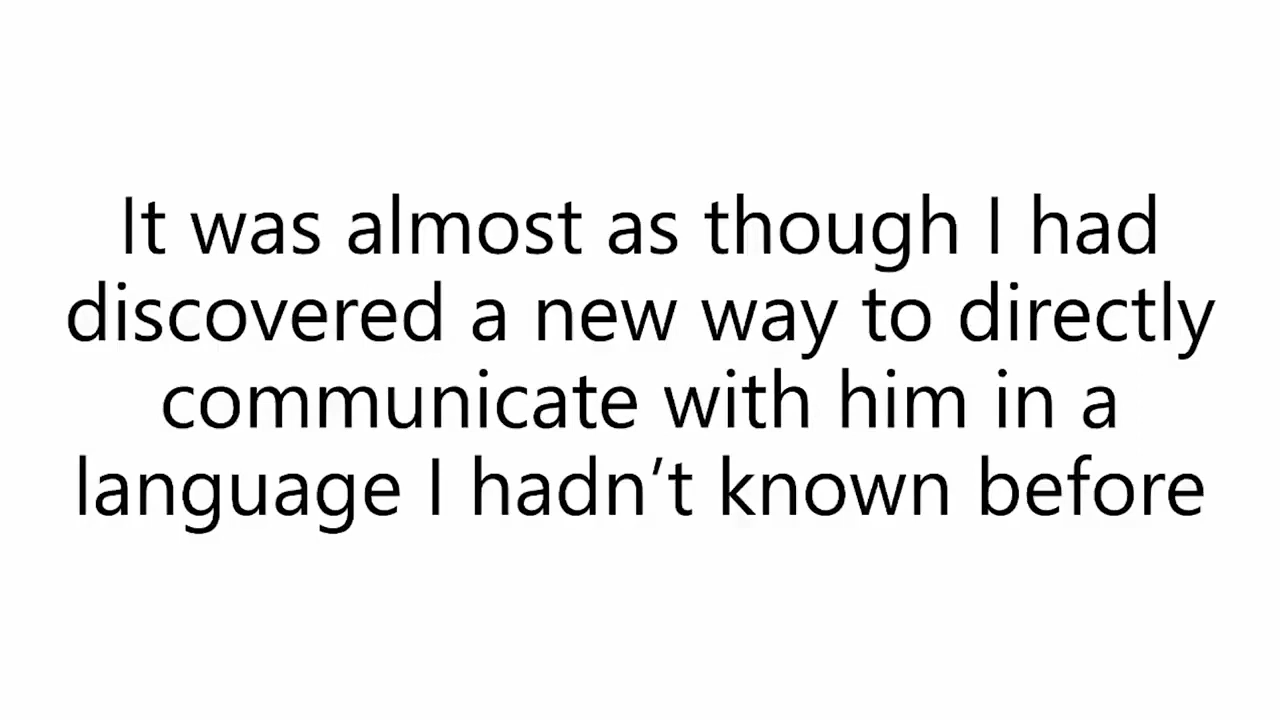 It was almost as though I had
discovered a new way to directly
communicate with him in a
language I hadn’t known before